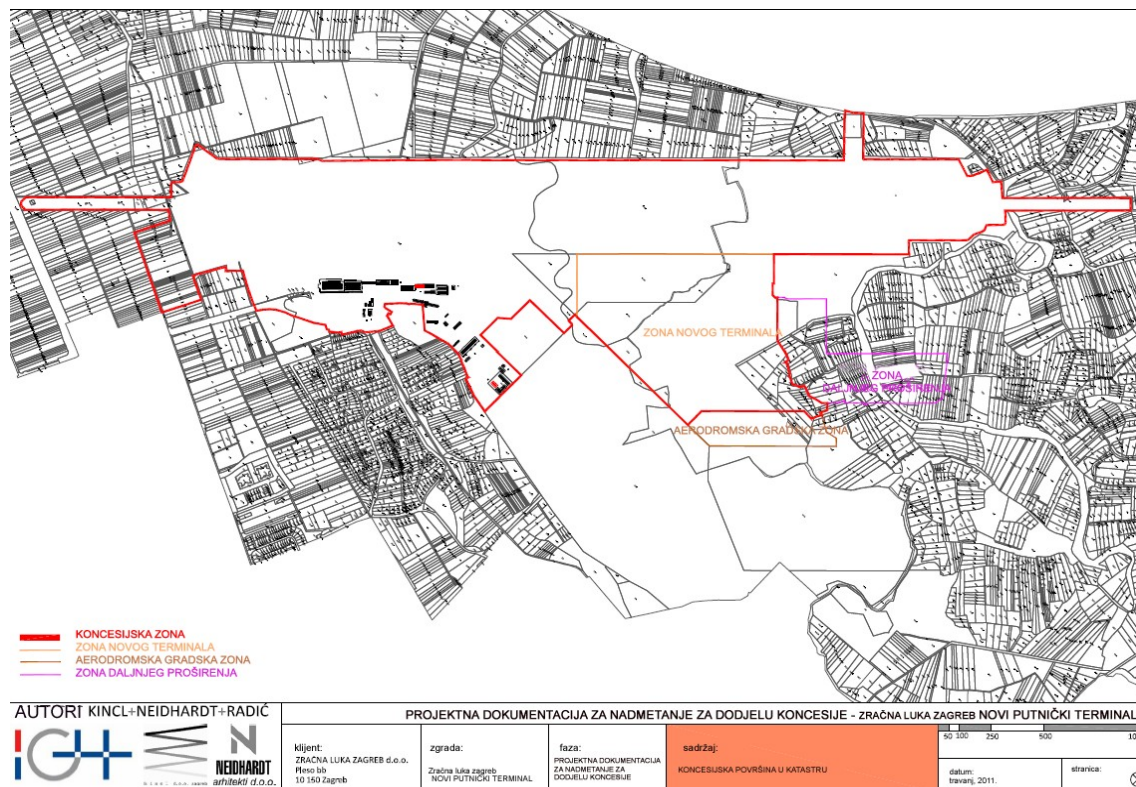 ZONA NOVOG TERMINALA
ZONA
DALJNJEG PROŠIRENJA
AERODROMSKA GRADSKA ZONA
KONCESIJSKA ZONA
ZONA NOVOG TERMINALA
AERODROMSKA GRADSKA ZONA
ZONA DALJNJEG PROŠIRENJA
AUTORI KINCL+NEIDHARDT+RADIĆ
NEIDHARDT
arhitekti d.o.o.
PROJEKTNA DOKUMENTACIJA ZA NADMETANJE ZA DODJELU KONCESIJE - ZRAČNA LUKA ZAGREB NOVI PUTNIČKI TERMINAL
klijent:
ZRAČNA LUKA ZAGREB d.o.o.
Pleso bb
10 150 Zagreb
zgrada:
Zračna luka zagreb
NOVI PUTNIČKI TERMINAL
faza:
PROJEKTNA DOKUMENTACIJA
ZA NADMETANJE ZA
DODJELU KONCESIJE
sadržaj:
KONCESIJSKA POVRŠINA U KATASTRU
50 100 250 500
datum:
travanj, 2011.
stranica: